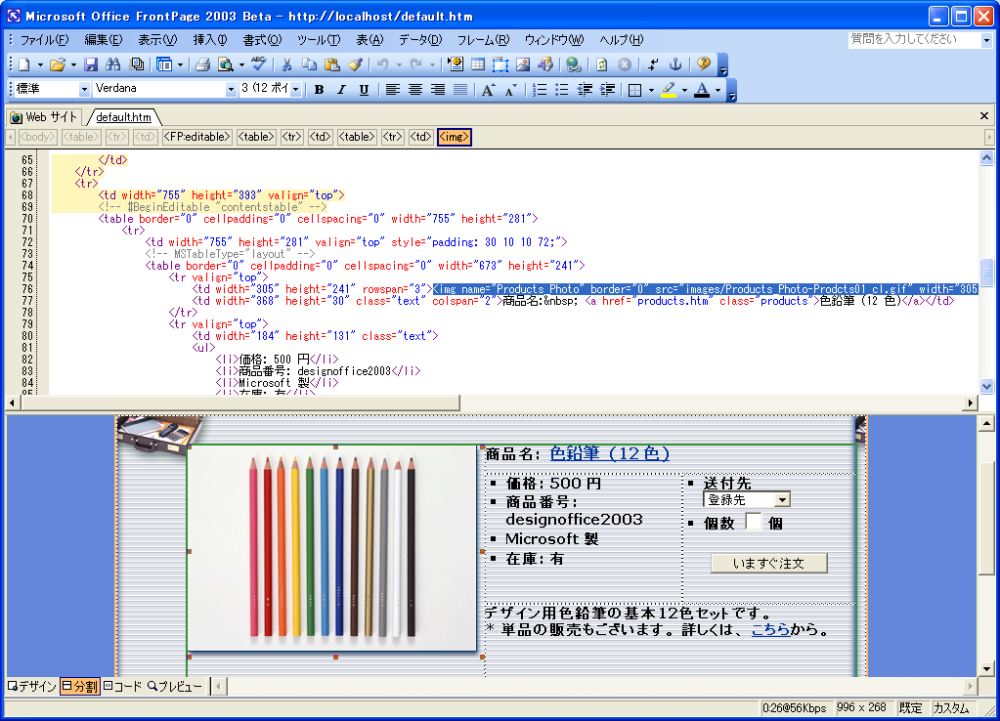 Microsoft Office FrontPage 2003 Beta - http://localhost/default.htm
ファイル(F) 編集(E) 表示(V) 挿入(I) 書式(O) ツール(T) 表(A) データ(D) フレーム(R) ウィンドウ(W) ヘルプ(H) 質問を入力してください
標準 Verdana 3 (12 ポイ B I U A A A
Web サイト default.htm
<body> <table> <tr> <td> <FP:editable> <table> <tr> <td> <table> <tr> <td> <img>
65 </td>
66 </tr>
67 <tr>
68 <td width="755" height="393" valign="top">
69 <!-- #BeginEditable "contentstable" -->
70 <table border="0" cellpadding="0" cellspacing="0" width="755" height="281">
71 <tr>
72 <td width="755" height="281" valign="top" style="padding: 30 10 10 72;">
73 <!-- MSTableType="layout" -->
74 <table border="0" cellpadding="0" cellspacing="0" width="673" height="241">
75 <tr valign="top">
76 <td width="305" height="241" rowspan="3"><img name="Products_Photo" border="0" src="images/Products_Photo-Prodcts01_cl.gif" width="305
77 <td width="368" height="30" class="text" colspan="2">商品名:&nbsp; <a href="products.htm" class="products">色鉛筆 (12 色)</a></td>
78 </tr>
79 <tr valign="top">
80 <td width="184" height="131" class="text">
81 <ul>
82 <li>価格: 500 円</li>
83 <li>商品番号: designoffice2003</li>
84 <li>Microsoft 製</li>
85 <li>在庫: 有</li>
商品名: 色鉛筆 (12 色)
▪ 価格: 500 円
▪ 商品番号:
designoffice2003
▪ Microsoft 製
▪ 在庫: 有
▪ 送付先
登録先
▪ 個数 個
いますぐ注文
デザイン用色鉛筆の基本12色セットです。
* 単品の販売もございます。詳しくは、こちらから。
デザイン 分割 コード プレビュー
0:26@56Kbps 996 x 268 既定 カスタム